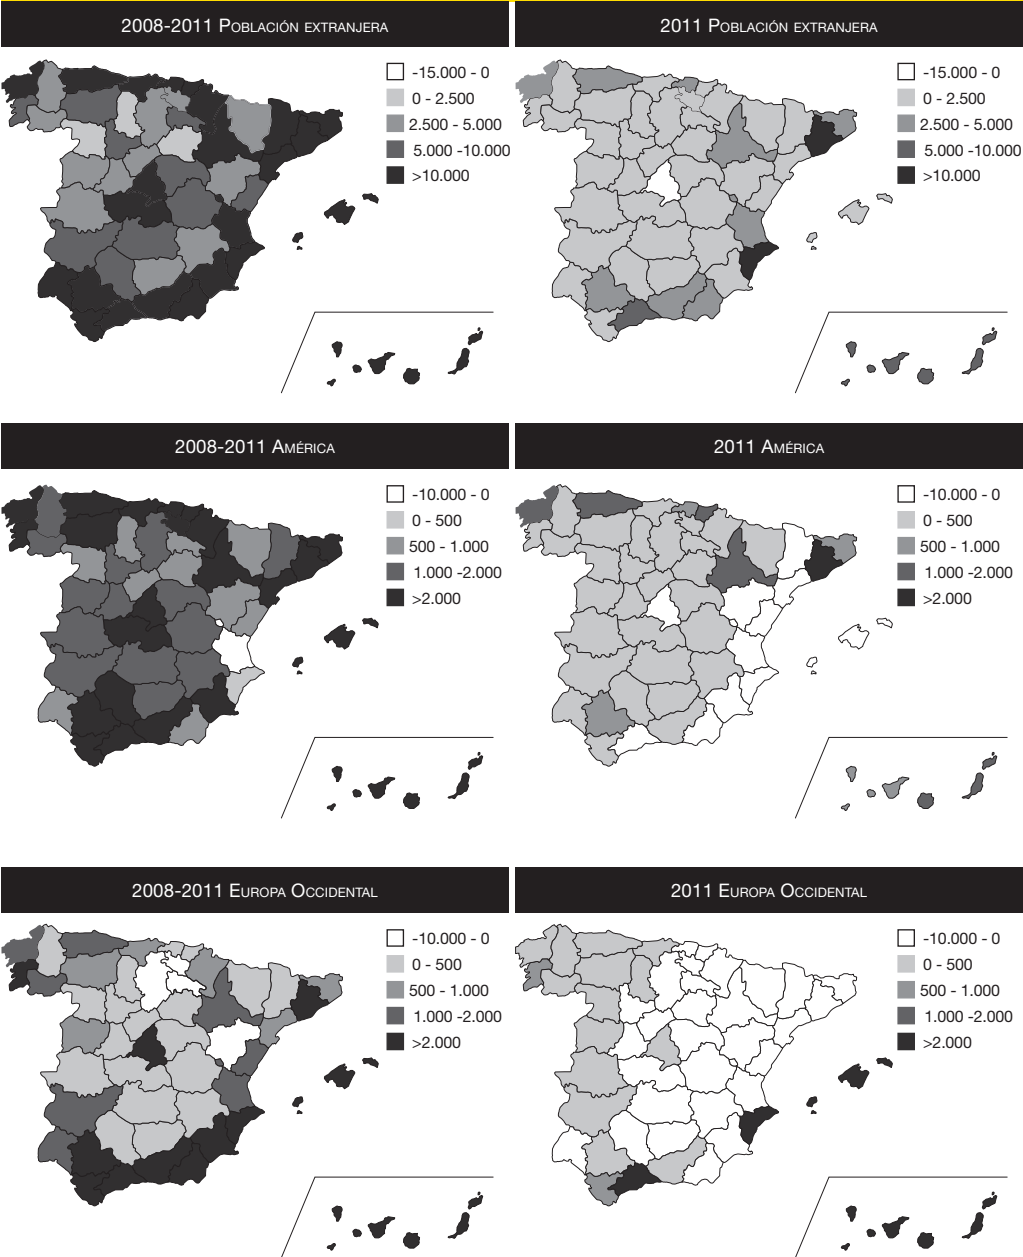 2008-2011 Población extranjera
-15.000 - 0
0 - 2.500
2.500 - 5.000
5.000 -10.000
>10.000
2011 Población extranjera
-15.000 - 0
0 - 2.500
2.500 - 5.000
5.000 -10.000
>10.000
2008-2011 América
-10.000 - 0
0 - 500
500 - 1.000
1.000 -2.000
>2.000
2011 América
-10.000 - 0
0 - 500
500 - 1.000
1.000 -2.000
>2.000
2008-2011 Europa Occidental
-10.000 - 0
0 - 500
500 - 1.000
1.000 -2.000
>2.000
2011 Europa Occidental
-10.000 - 0
0 - 500
500 - 1.000
1.000 -2.000
>2.000